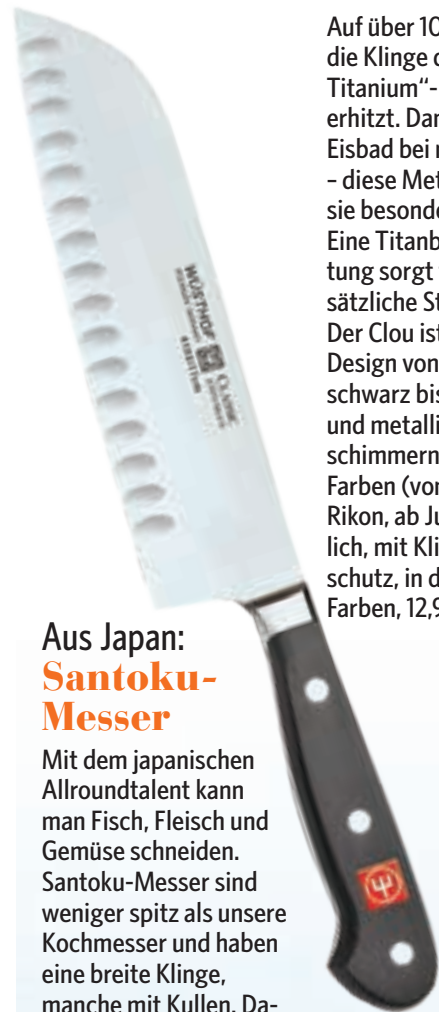 Auf über 10
die Klinge
Titanium“-
erhitzt. Dar
Eisbad bei
– diese Met
sie besonde
Eine Titanb
tung sorgt
sätzliche St
Der Clou ist
Design von
schwarz bis
und metalli
schimmern
Farben (von
Rikon, ab Ju
lich, mit Kli
schutz, in d
Farben, 12,9
WÜSTHOF
CLASSIC
Aus Japan:
Santoku-
Messer
Mit dem japanischen
Allroundtalent kann
man Fisch, Fleisch und
Gemüse schneiden.
Santoku-Messer sind
weniger spitz als unsere
Kochmesser und haben
eine breite Klinge,
manche mit Kullen. Da-